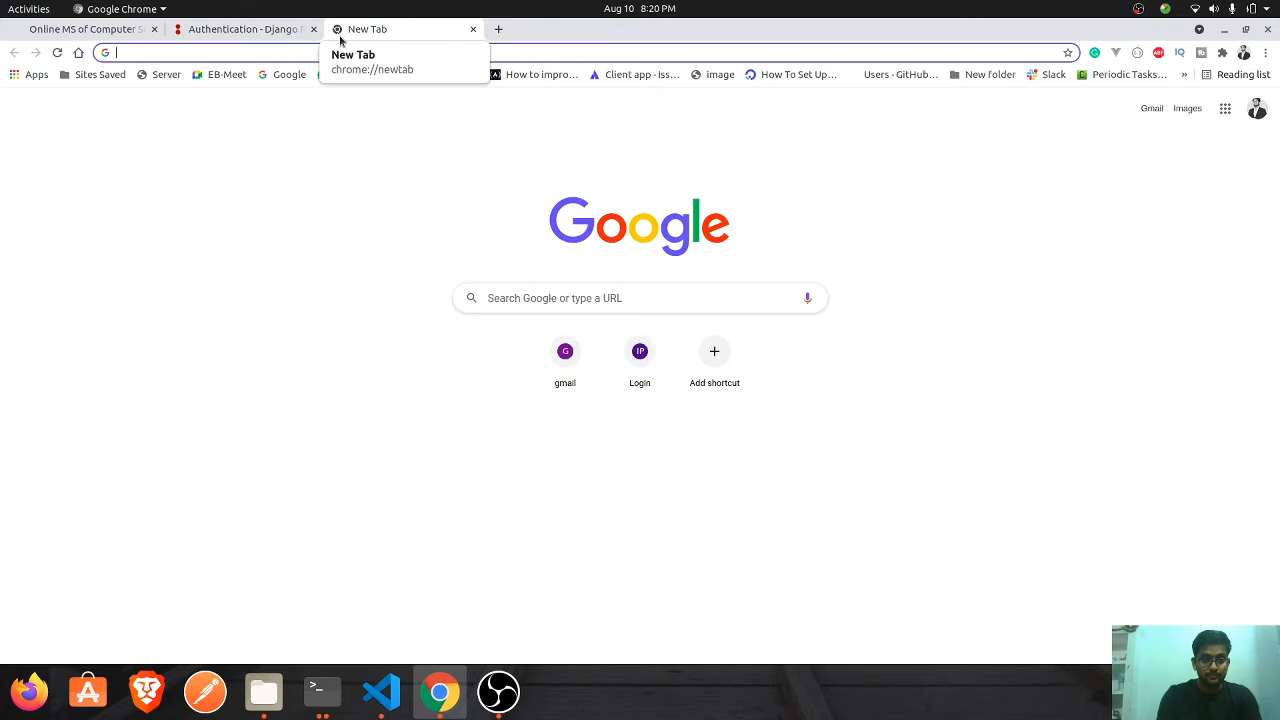 Activities
Google Chrome
Aug 10 8:20 PM
Online MS of Computer S
Authentication - Django
New Tab
New Tab
chrome://newtab
Apps
Sites Saved
Server
EB-Meet
Google
How to impro...
Client app - Iss...
image
How To Set Up...
Users - GitHub...
New folder
Slack
Periodic Tasks...
»
Reading list
Gmail
Images
Google
Search Google or type a URL
G
IP
gmail
Login
Add shortcut